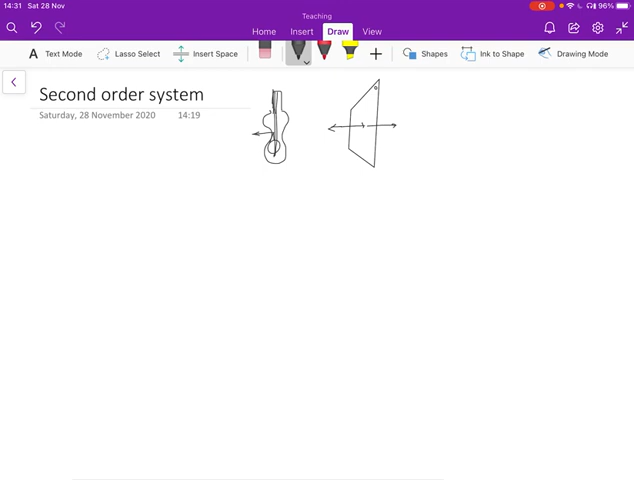 14:31 Sat 28 Nov
96%
Teaching
Home Insert Draw View
A Text Mode Lasso Select Insert Space Shapes Ink to Shape Drawing Mode
Second order system
Saturday, 28 November 2020 14:19